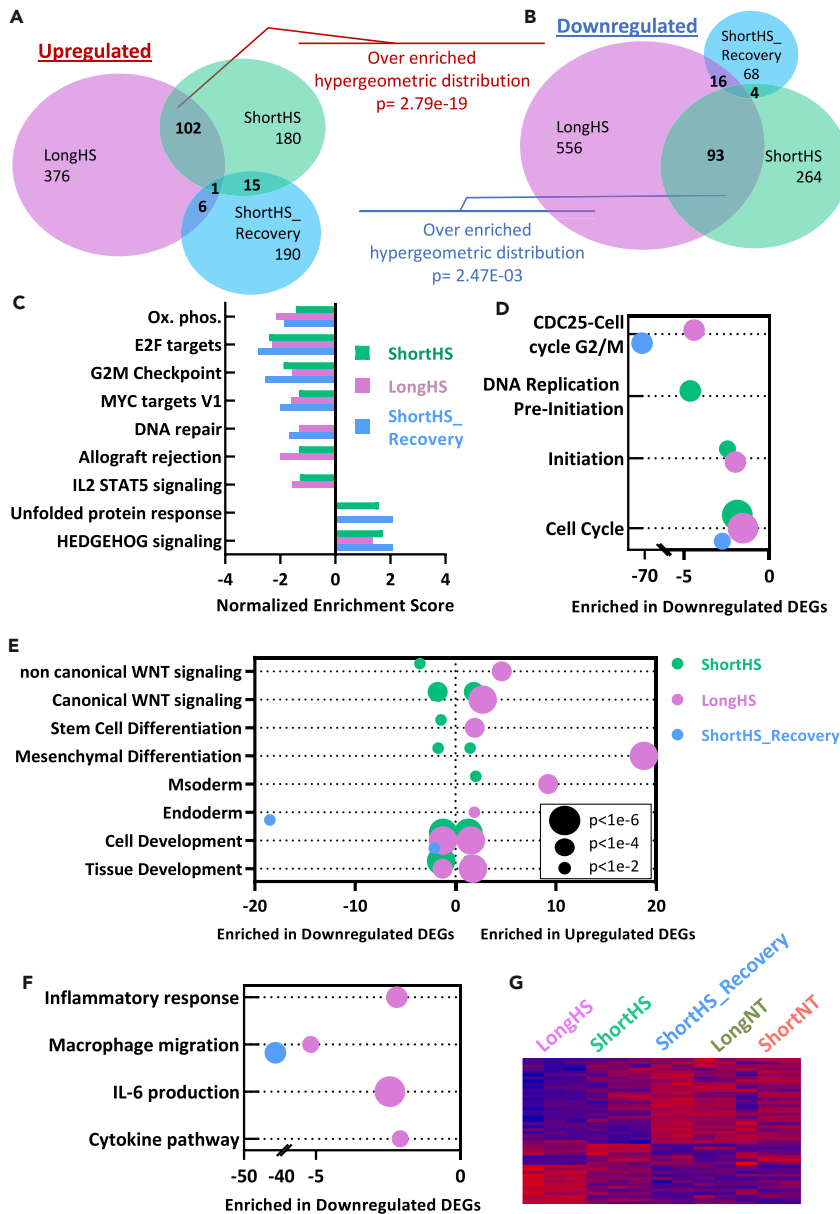 A
Upregulated
102
ShortHS
180
LongHS
376
1
15
6
ShortHS_
Recovery
190
Over enriched
hypergeometric distribution
p= 2.79e-19
B
Downregulated
ShortHS_
Recovery
68
16
4
LongHS
556
93
ShortHS
264
Over enriched
hypergeometric distribution
p= 2.47E-03
C
Ox. phos.
E2F targets
G2M Checkpoint
MYC targets V1
DNA repair
Allograft rejection
IL2 STAT5 signaling
Unfolded protein response
HEDGEHOG signaling
ShortHS
LongHS
ShortHS_
Recovery
-4 -2 0 2 4
Normalized Enrichment Score
D
CDC25-Cell
cycle G2/M
DNA Replication
Pre-Initiation
Initiation
Cell Cycle
-70 -5 0
Enriched in Downregulated DEGs
E
non canonical WNT signaling
Canonical WNT signaling
Stem Cell Differentiation
Mesenchymal Differentiation
Msoderm
Endoderm
Cell Development
Tissue Development
p<1e-6
p<1e-4
p<1e-2
ShortHS
LongHS
ShortHS_Recovery
-20 -10 0 10 20
Enriched in Downregulated DEGs Enriched in Upregulated DEGs
F
Inflammatory response
Macrophage migration
IL-6 production
Cytokine pathway
-50 -40 -5 0
Enriched in Downregulated DEGs
G
LongHS
ShortHS
ShortHS_Recovery
LongNT
ShortNT